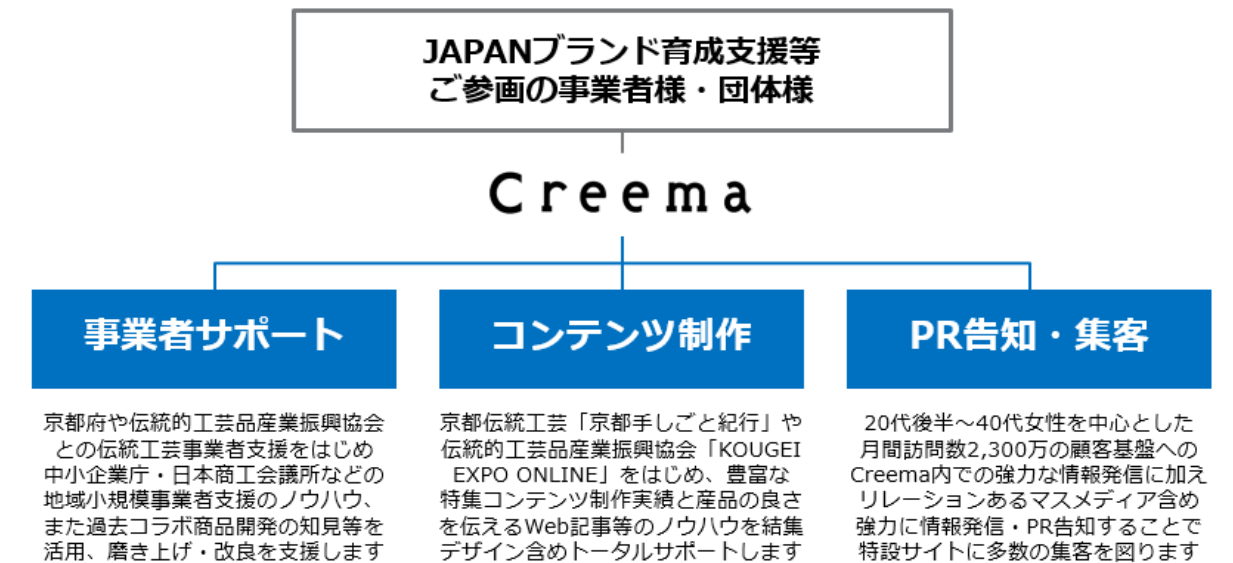 JAPANブランド育成支援等
ご参画の事業者様・団体様
Creema
事業者サポート
京都府や伝統的工芸品産業振興協会
との伝統工芸事業者支援をはじめ
中小企業庁・日本商工会議所などの
地域小規模事業者支援のノウハウ、
また過去コラボ商品開発の知見等を
活用、磨き上げ・改良を支援します
コンテンツ制作
京都伝統工芸「京都手しごと紀行」や
伝統的工芸品産業振興協会「KOUGEI
EXPO ONLINE」をはじめ、豊富な
特集コンテンツ制作実績と産品の良さ
を伝えるWeb記事等のノウハウを結集
デザイン含めトータルサポートします
PR告知・集客
20代後半～40代女性を中心とした
月間訪問数2,300万の顧客基盤への
Creema内での強力な情報発信に加え
リレーションあるマスメディア含め
強力に情報発信・PR告知することで
特設サイトに多数の集客を図ります